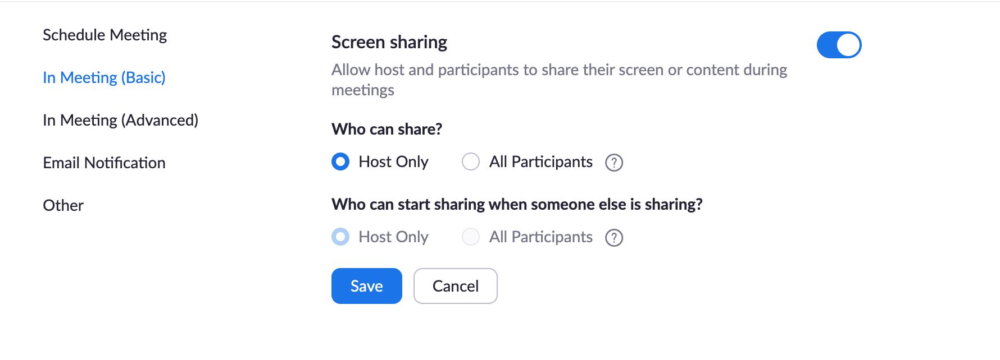 Schedule Meeting
In Meeting (Basic)
In Meeting (Advanced)
Email Notification
Other
Screen sharing
Allow host and participants to share their screen or content during
meetings
Who can share?
Host Only All Participants ?
Who can start sharing when someone else is sharing?
Host Only All Participants ?
Save Cancel